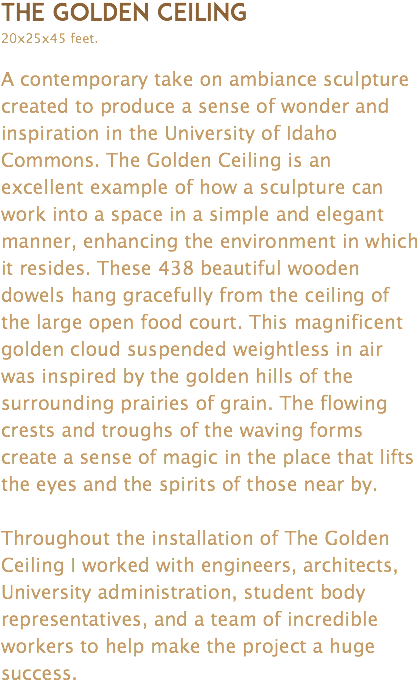 THE GOLDEN CEILING
20x25x45 feet.
A contemporary take on ambiance sculpture
created to produce a sense of wonder and
inspiration in the University of Idaho
Commons. The Golden Ceiling is an
excellent example of how a sculpture can
work into a space in a simple and elegant
manner, enhancing the environment in which
it resides. These 438 beautiful wooden
dowels hang gracefully from the ceiling of
the large open food court. This magnificent
golden cloud suspended weightless in air
was inspired by the golden hills of the
surrounding prairies of grain. The flowing
crests and troughs of the waving forms
create a sense of magic in the place that lifts
the eyes and the spirits of those near by.
Throughout the installation of The Golden
Ceiling I worked with engineers, architects,
University administration, student body
representatives, and a team of incredible
workers to help make the project a huge
success.